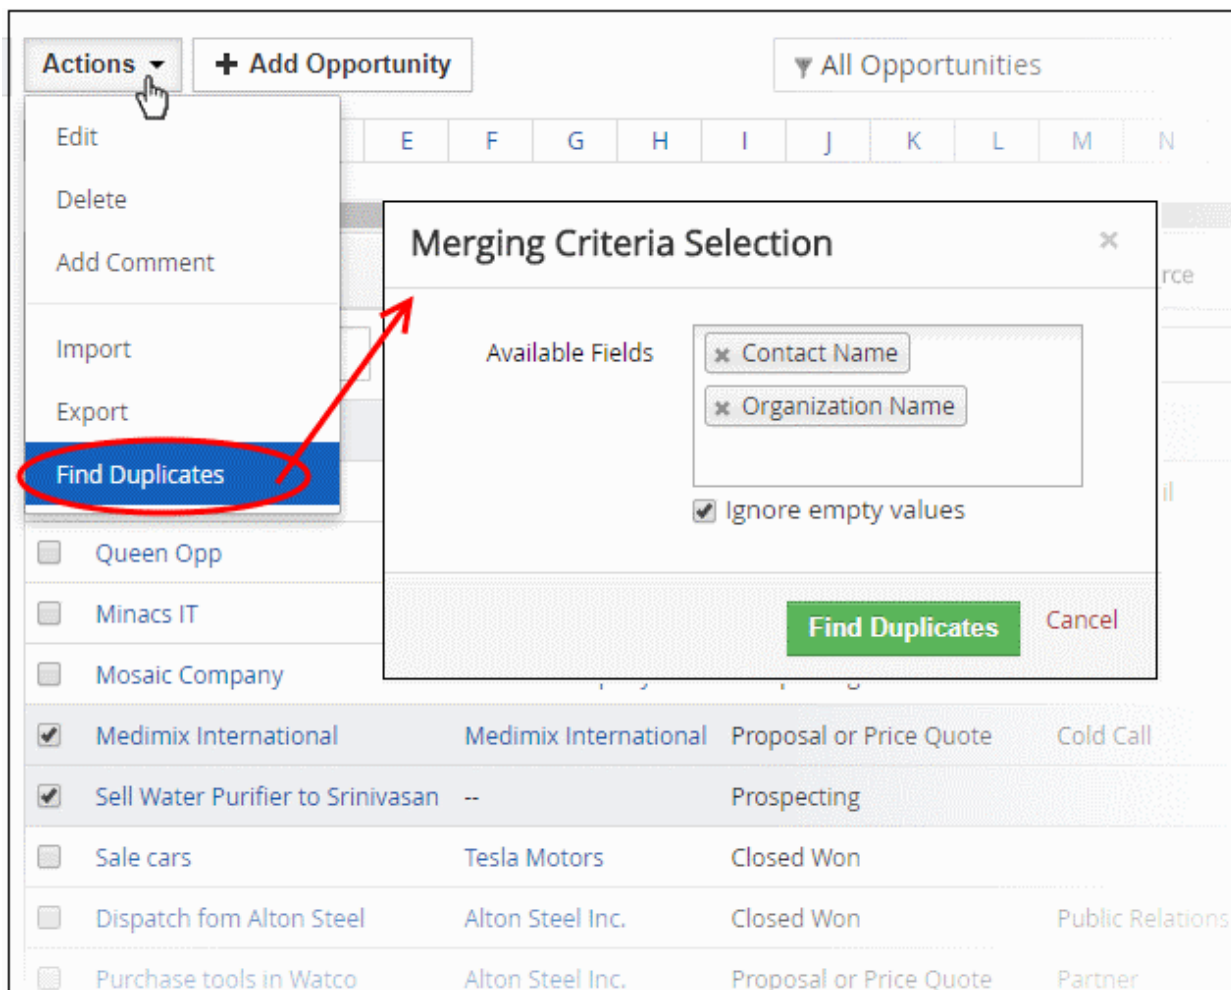 Actions + Add Opportunity All Opportunities
Edit E F G H I J K L M N
Delete
Add Comment
Import
Export
Find Duplicates
Merging Criteria Selection ×
rce
Available Fields × Contact Name
× Organization Name
il
Ignore empty values
Find Duplicates Cancel
Queen Opp
Minacs IT
Mosaic Company
Medimix International Medimix International Proposal or Price Quote Cold Call
Sell Water Purifier to Srinivasan -- Prospecting
Sale cars Tesla Motors Closed Won
Dispatch fom Alton Steel Alton Steel Inc. Closed Won Public Relations
Purchase tools in Watco Alton Steel Inc. Proposal or Price Quote Partner